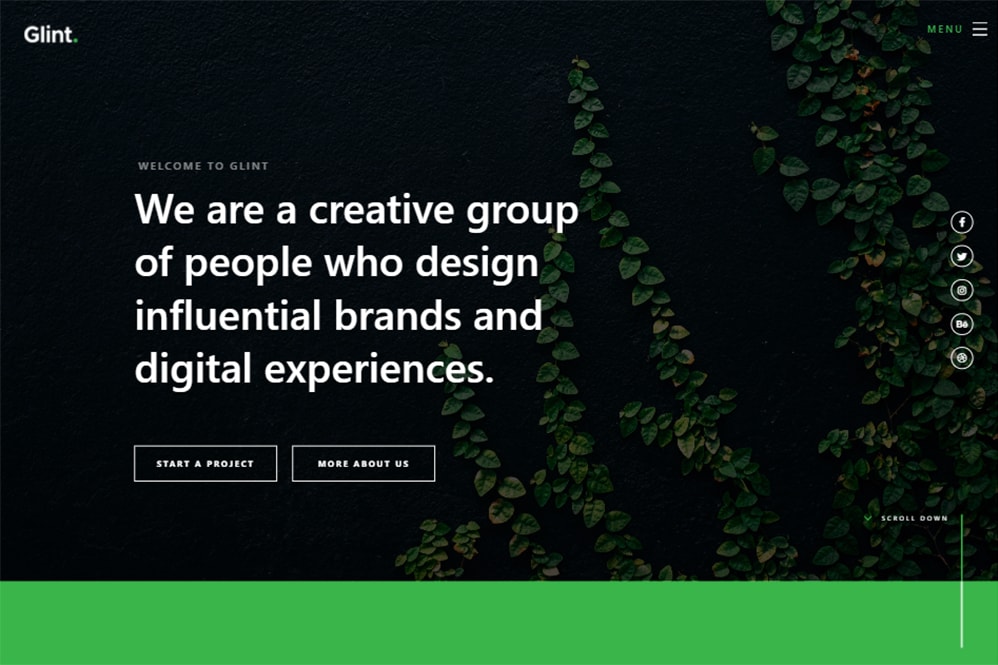 Glint.
MENU
WELCOME TO GLINT
We are a creative group
of people who design
influential brands and
digital experiences.
START A PROJECT
MORE ABOUT US
Bē
SCROLL DOWN